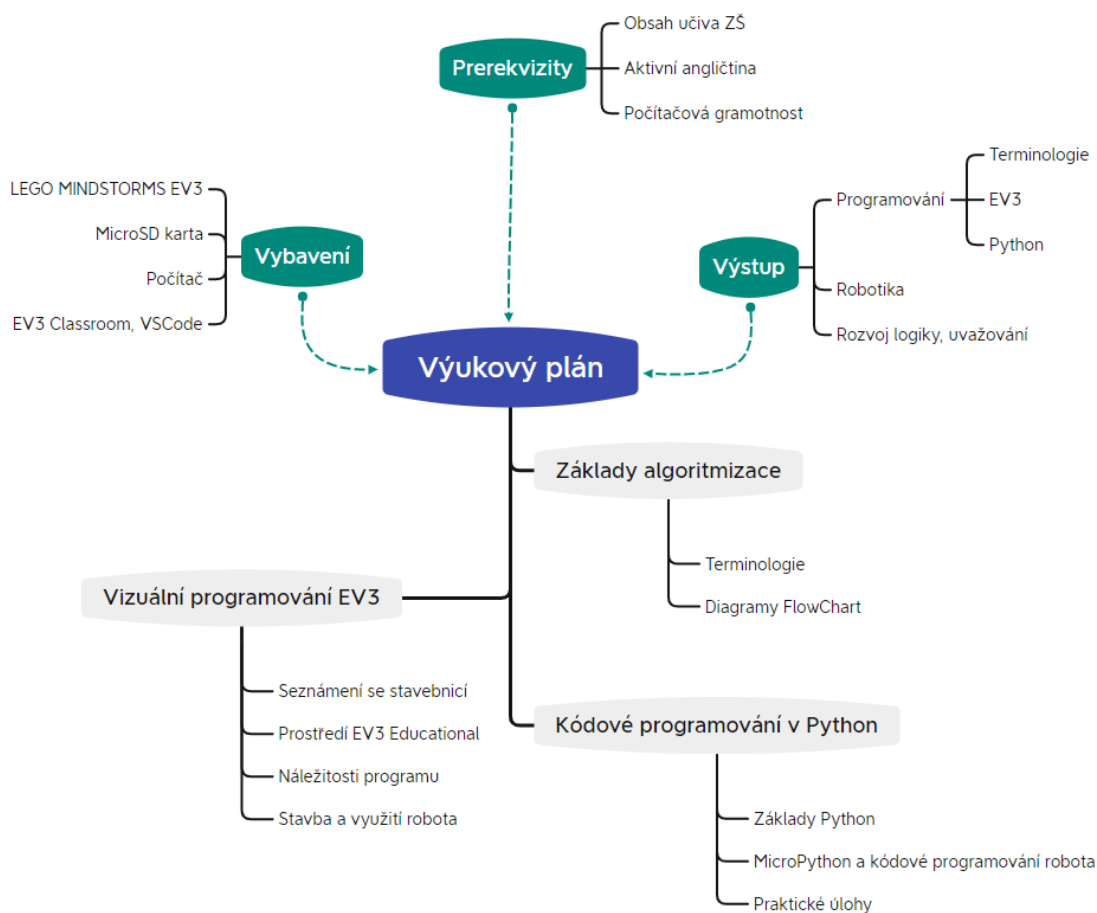 Obsah učiva ZŠ
Prerekvizity
Aktivní angličtina
Počítačová gramotnost
LEGO MINDSTORMS EV3
MicroSD karta
Vybavení
Počítač
EV3 Classroom, VSCode
Výstup
Programování
Terminologie
EV3
Python
Robotika
Rozvoj logiky, uvažování
Výukový plán
Základy algoritmizace
Terminologie
Diagramy FlowChart
Vizuální programování EV3
Seznámení se stavebnicí
Prostředí EV3 Educational
Náležitosti programu
Stavba a využití robota
Kódové programování v Python
Základy Python
MicroPython a kódové programování robota
Praktické úlohy